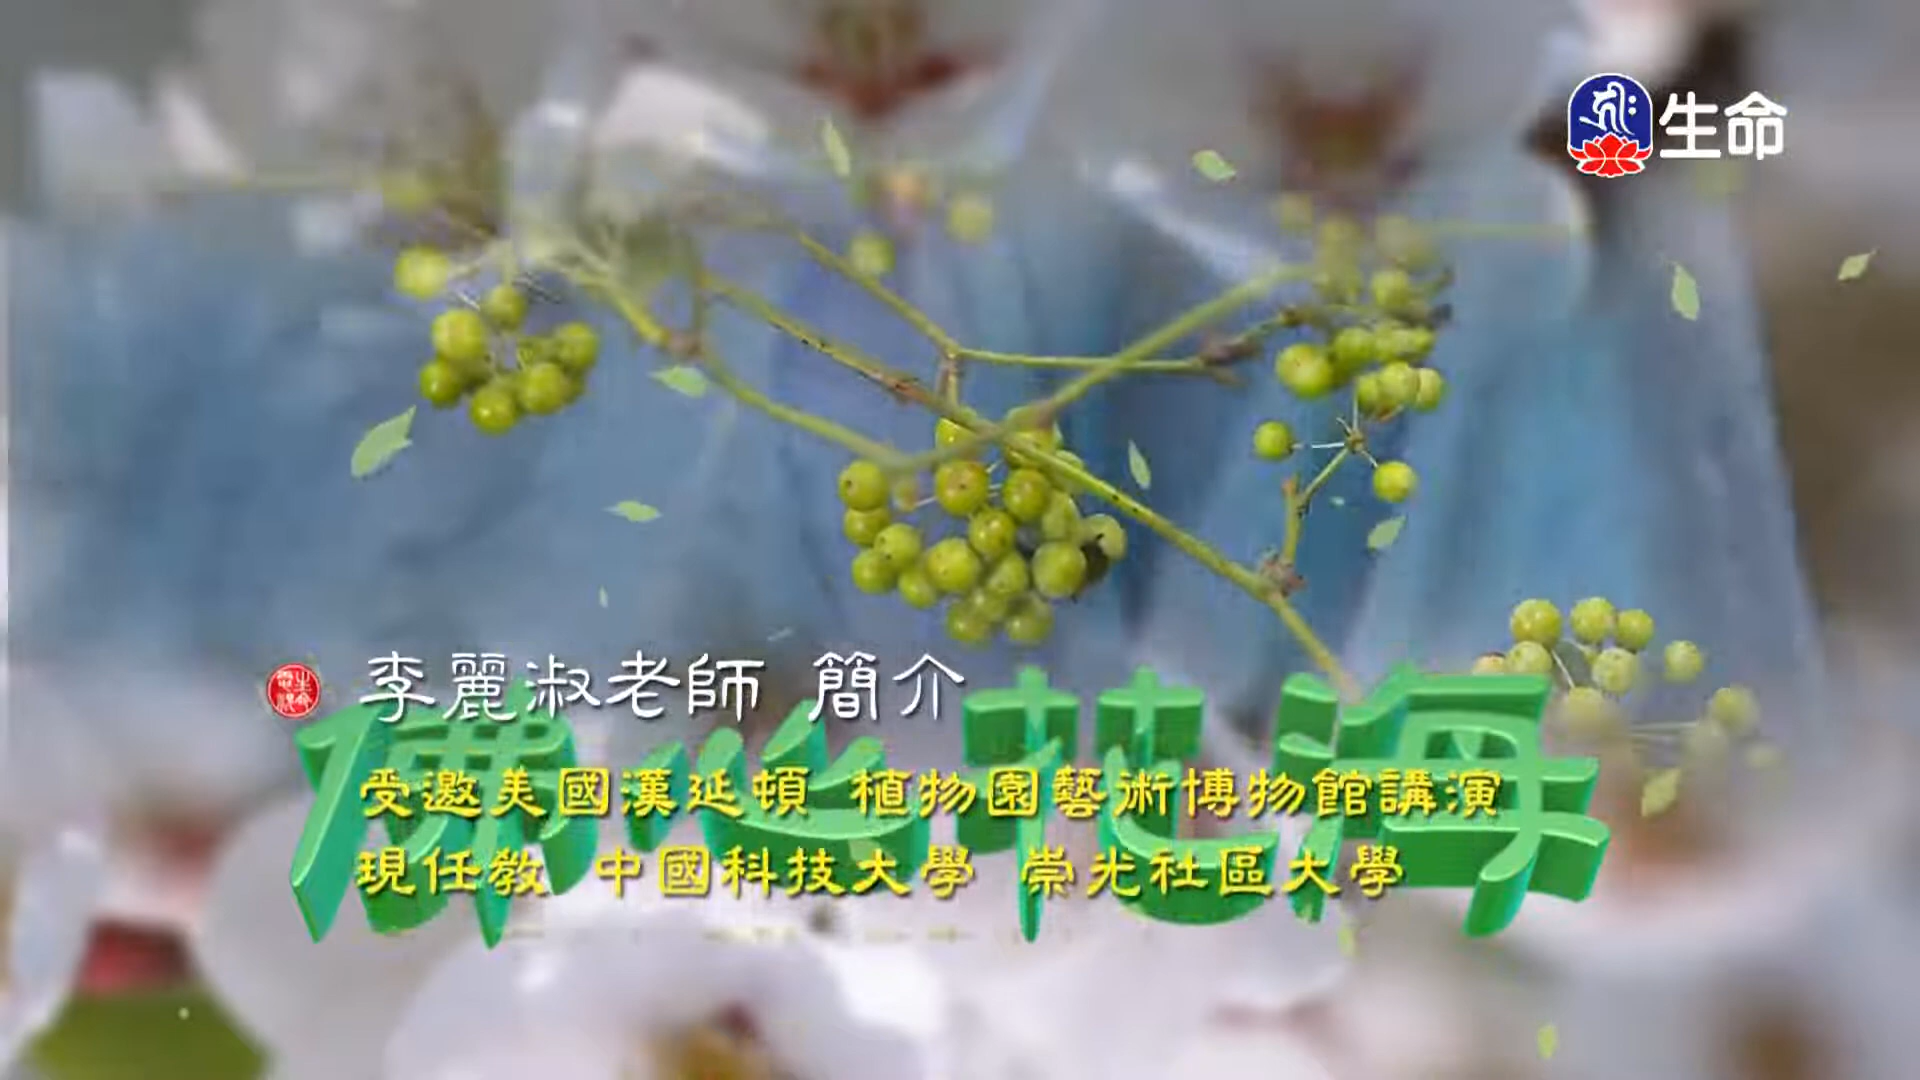 生命
李麗淑老師 簡介
佛心花海
受邀美國漢延頓 植物園藝術博物館講演
現任教 中國科技大學 崇光社區大學